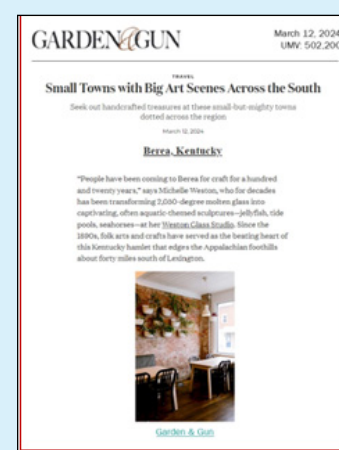 GARDEN & GUN
March 12, 2024
UMV: 502,200
TRAVEL
Small Towns with Big Art Scenes Across the South
Seek out handcrafted treasures at these small-but-mighty towns
dotted across the region
March 12, 2024
Berea, Kentucky
“People have been coming to Berea for craft for a hundred
and twenty years,” says Michelle Weston, who for decades
has been transforming 2,050-degree molten glass into
captivating, often aquatic-themed sculptures—jellyfish, tide
pools, seahorses—at her Weston Glass Studio. Since the
1890s, folk arts and crafts have served as the beating heart of
this Kentucky hamlet that edges the Appalachian foothills
about forty miles south of Lexington.
Garden & Gun